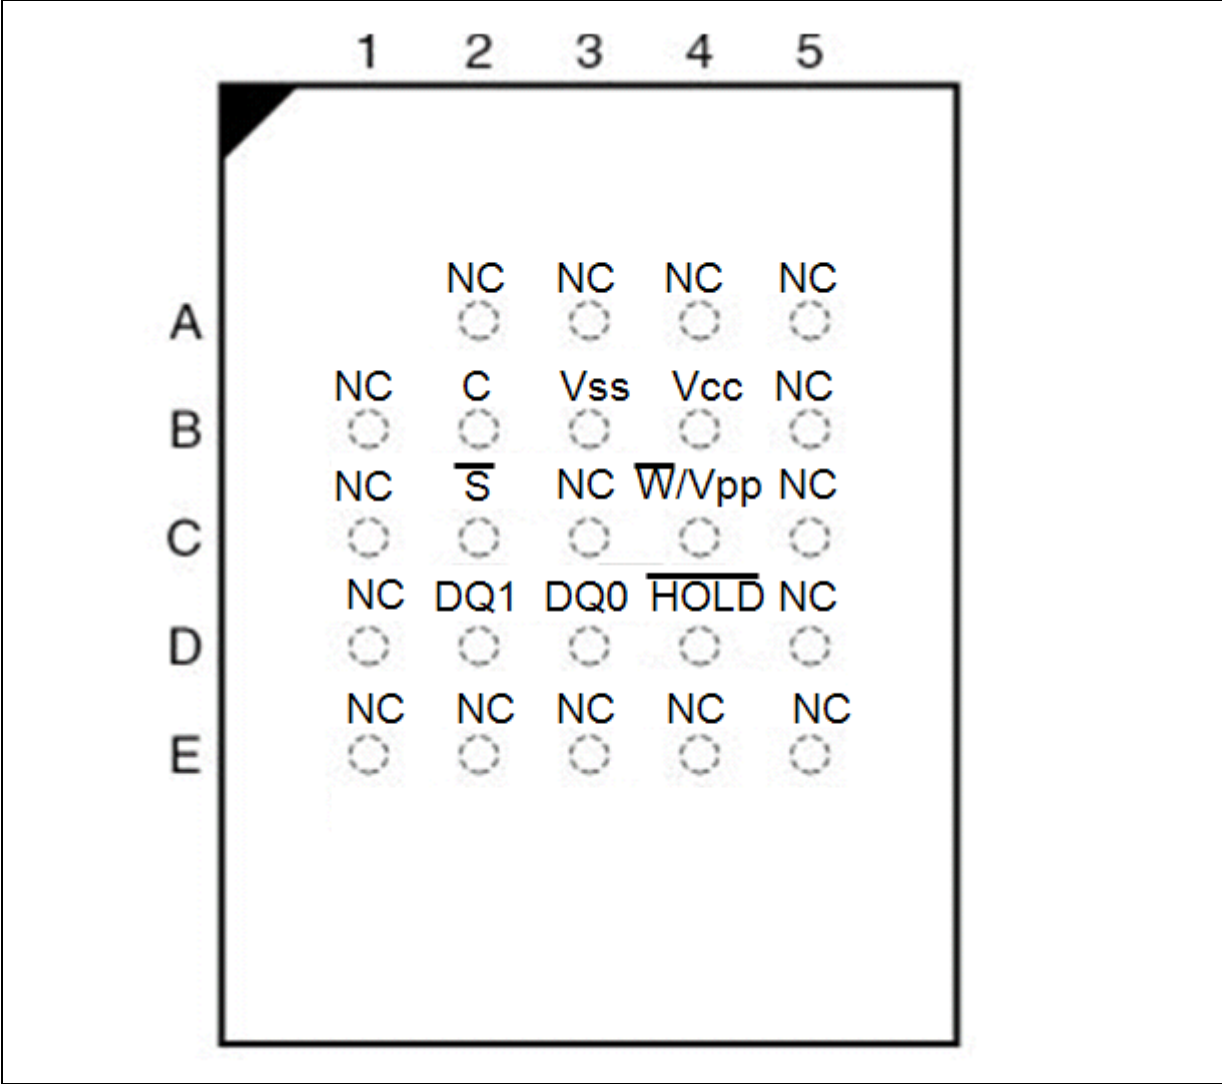 1 2 3 4 5
NC NC NC NC
A
NC C Vss Vcc NC
B
NC S̅ NC W̅/Vpp NC
C
NC DQ1 DQ0 H̅O̅L̅D̅ NC
D
NC NC NC NC NC
E